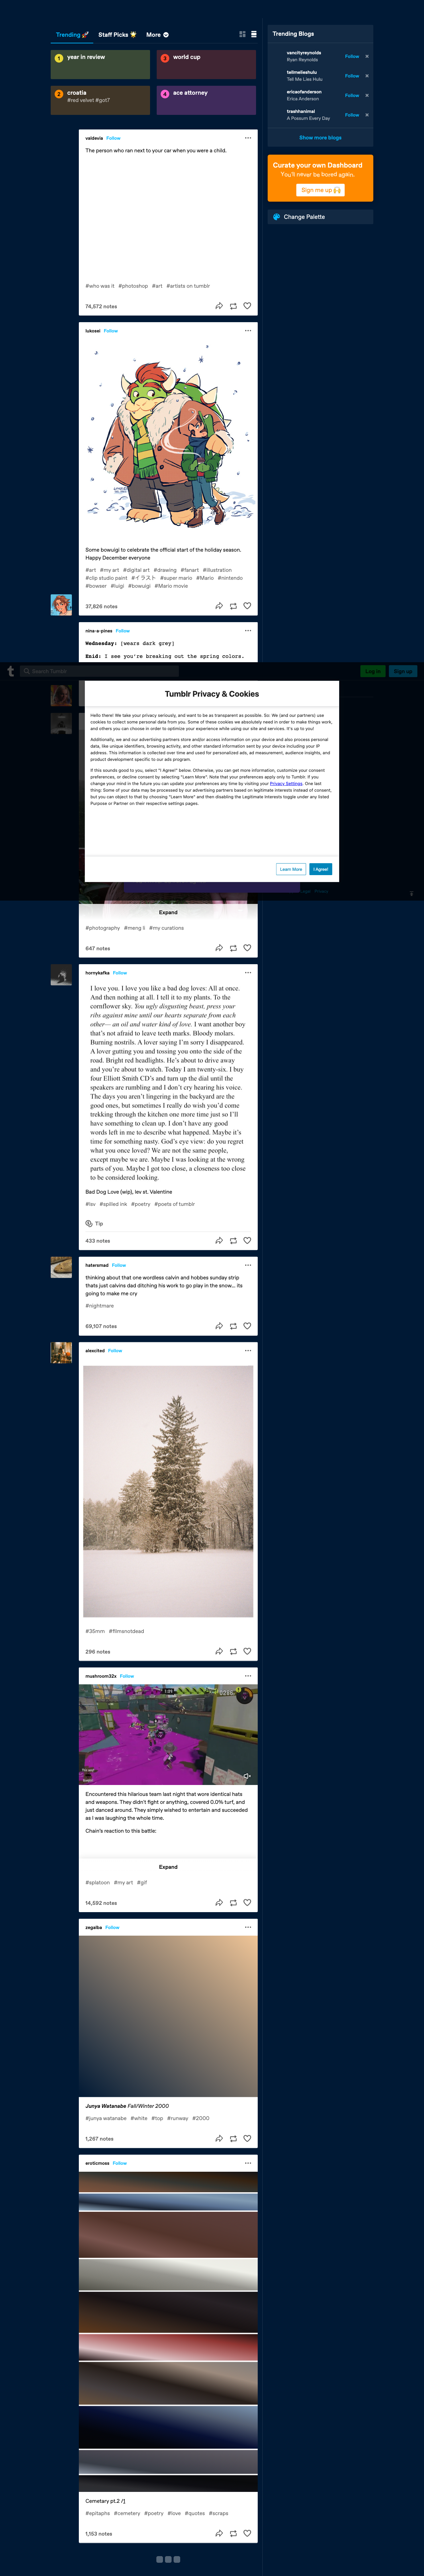 Trending 🚀
Staff Picks 🌟
More
1 year in review
3 world cup
2 croatia
#red velvet #got7
4 ace attorney
Trending Blogs
vancityreynolds
Ryan Reynolds
Follow
tellmelieshulu
Tell Me Lies Hulu
Follow
ericaofanderson
Erica Anderson
Follow
trashhanimal
A Possum Every Day
Follow
Show more blogs
Curate your own Dashboard
You'll never be bored again.
Sign me up 🎧
Change Palette
valdevia Follow
The person who ran next to your car when you were a child.
#who was it #photoshop #art #artists on tumblr
74,572 notes
lukosei Follow
Some bowuigi to celebrate the official start of the holiday season.
Happy December everyone
#art #my art #digital art #drawing #fanart #illustration
#clip studio paint #イラスト #super mario #Mario #nintendo
#bowser #luigi #bowuigi #Mario movie
37,826 notes
nina-a-pines Follow
Wednesday: [wears dark grey]
Enid: I see you're breaking out the spring colors.
Search Tumblr
Log in
Sign up
Tumblr Privacy & Cookies
Hello there! We take your privacy seriously, and want to be as transparent as possible. So: We (and our partners) use
cookies to collect some personal data from you. Some of these cookies we absolutely need in order to make things work,
and others you can choose in order to optimize your experience while using our site and services. It's up to you!
Additionally, we and our advertising partners store and/or access information on your device and also process personal
data, like unique identifiers, browsing activity, and other standard information sent by your device including your IP
address. This information is collected over time and used for personalized ads, ad measurement, audience insights, and
product development specific to our ads program.
If this sounds good to you, select "I Agree!" below. Otherwise, you can get more information, customize your consent
preferences, or decline consenting by selecting "Learn More". Note that your preferences apply only to Tumblr. If you
change your mind in the future you can update your preferences any time by visiting your Privacy Settings. One last
thing: Some of your data may be processed by our advertising partners based on legitimate interests instead of consent,
but you can object to that by choosing "Learn More" and then disabling the Legitimate Interests toggle under any listed
Purpose or Partner on their respective settings pages.
Learn More
I Agree!
Expand
#photography #meng li #my curations
647 notes
hornykafka Follow
I love you. I love you like a bad dog loves: All at once.
And then nothing at all. I tell it to my plants. To the
cornflower sky. You ugly disgusting beast, press your
ribs against mine until our hearts separate from each
other— an oil and water kind of love. I want another boy
that's not afraid to leave teeth marks. Bloody molars.
Burning nostrils. A lover saying I'm sorry I disappeared.
A lover gutting you and tossing you onto the side of the
road. Bright red headlights. He's about to drive away
and you're about to watch. Today I am twenty-six. I buy
four Elliott Smith CD's and turn up the dial until the
speakers are rumbling and I don't cry hearing his voice.
The days you aren't lingering in the backyard are the
good ones, but sometimes I really do wish you'd come
trekking through the kitchen one more time just so I'll
have something to clean up. I don't have any good
words left in me to describe what happened. Maybe it's
time for something nasty. God's eye view: do you regret
what you once loved? We are not the same people,
except maybe we are. Maybe I was looking at the wrong
parts of you. Maybe I got too close, a closeness too close
to be considered looking.
Bad Dog Love (wip), lev st. Valentine
#lsv #spilled ink #poetry #poets of tumblr
Tip
433 notes
hatersmad Follow
thinking about that one wordless calvin and hobbes sunday strip
thats just calvins dad ditching his work to go play in the snow... its
going to make me cry
#nightmare
69,107 notes
alexcited Follow
#35mm #filmsnotdead
296 notes
mushroom32x Follow
Encountered this hilarious team last night that wore identical hats
and weapons. They didn't fight or anything, covered 0.0% turf, and
just danced around. They simply wished to entertain and succeeded
as I was laughing the whole time.
Chain's reaction to this battle:
Expand
#splatoon #my art #gif
14,592 notes
zegalba Follow
Junya Watanabe Fall/Winter 2000
#junya watanabe #white #top #runway #2000
1,267 notes
eroticmoss Follow
Cemetary pt.2 /]
#epitaphs #cemetery #poetry #love #quotes #scraps
1,153 notes